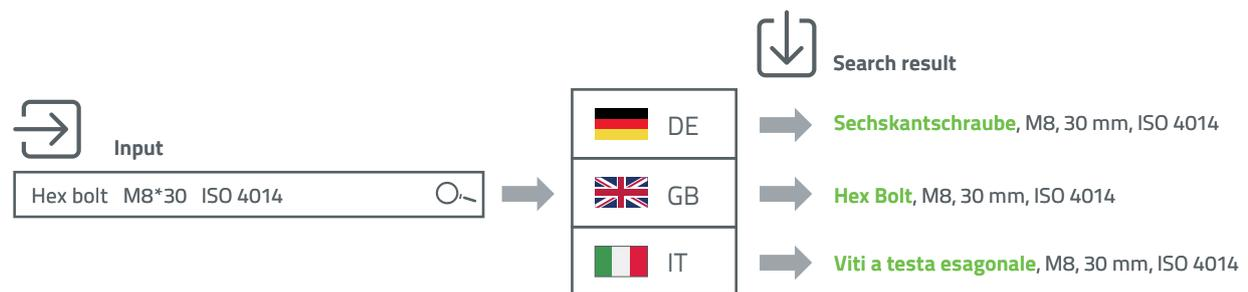 Search result
Input
Hex bolt M8*30 ISO 4014
DE
Sechskantschraube, M8, 30 mm, ISO 4014
GB
Hex Bolt, M8, 30 mm, ISO 4014
IT
Viti a testa esagonale, M8, 30 mm, ISO 4014